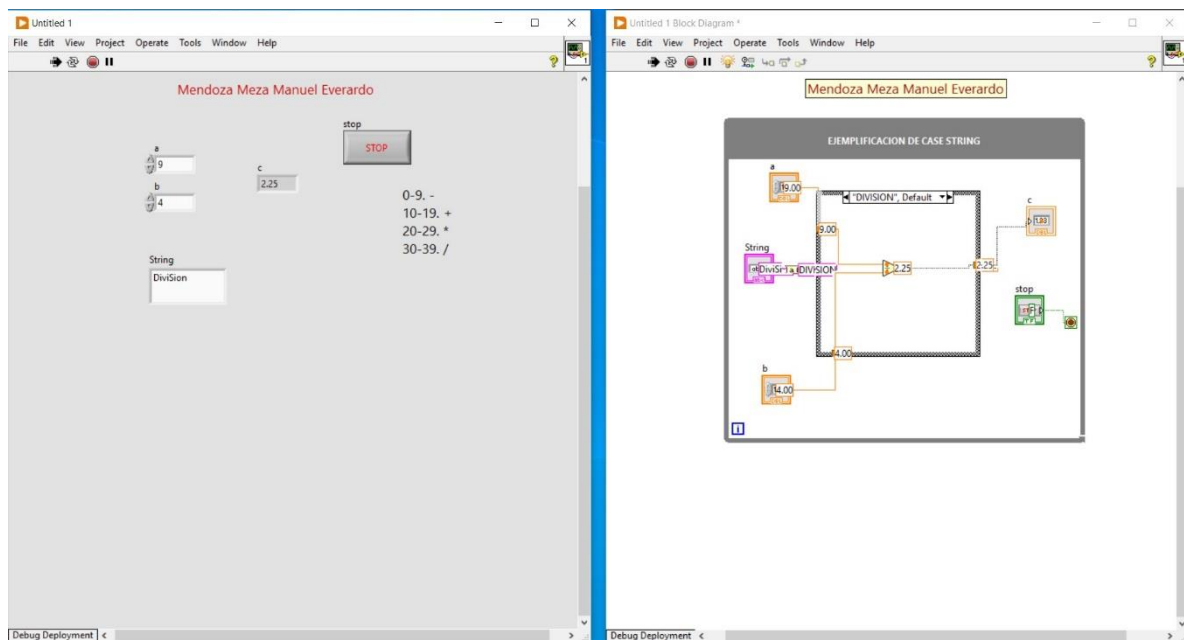 Untitled 1
File Edit View Project Operate Tools Window Help
Mendoza Meza Manuel Everardo
stop
STOP
a
9
b
4
c
2.25
0-9. -
10-19. +
20-29. *
30-39. /
String
DiviSion
Debug Deployment
Untitled 1 Block Diagram *
File Edit View Project Operate Tools Window Help
Mendoza Meza Manuel Everardo
EJEMPLIFICACION DE CASE STRING
a
9.00
"DIVISION", Default
c
1.23
9.00
String
DiviSi
DIVISION
2.25
2.25
stop
4.00
b
4.00
i
Debug Deployment